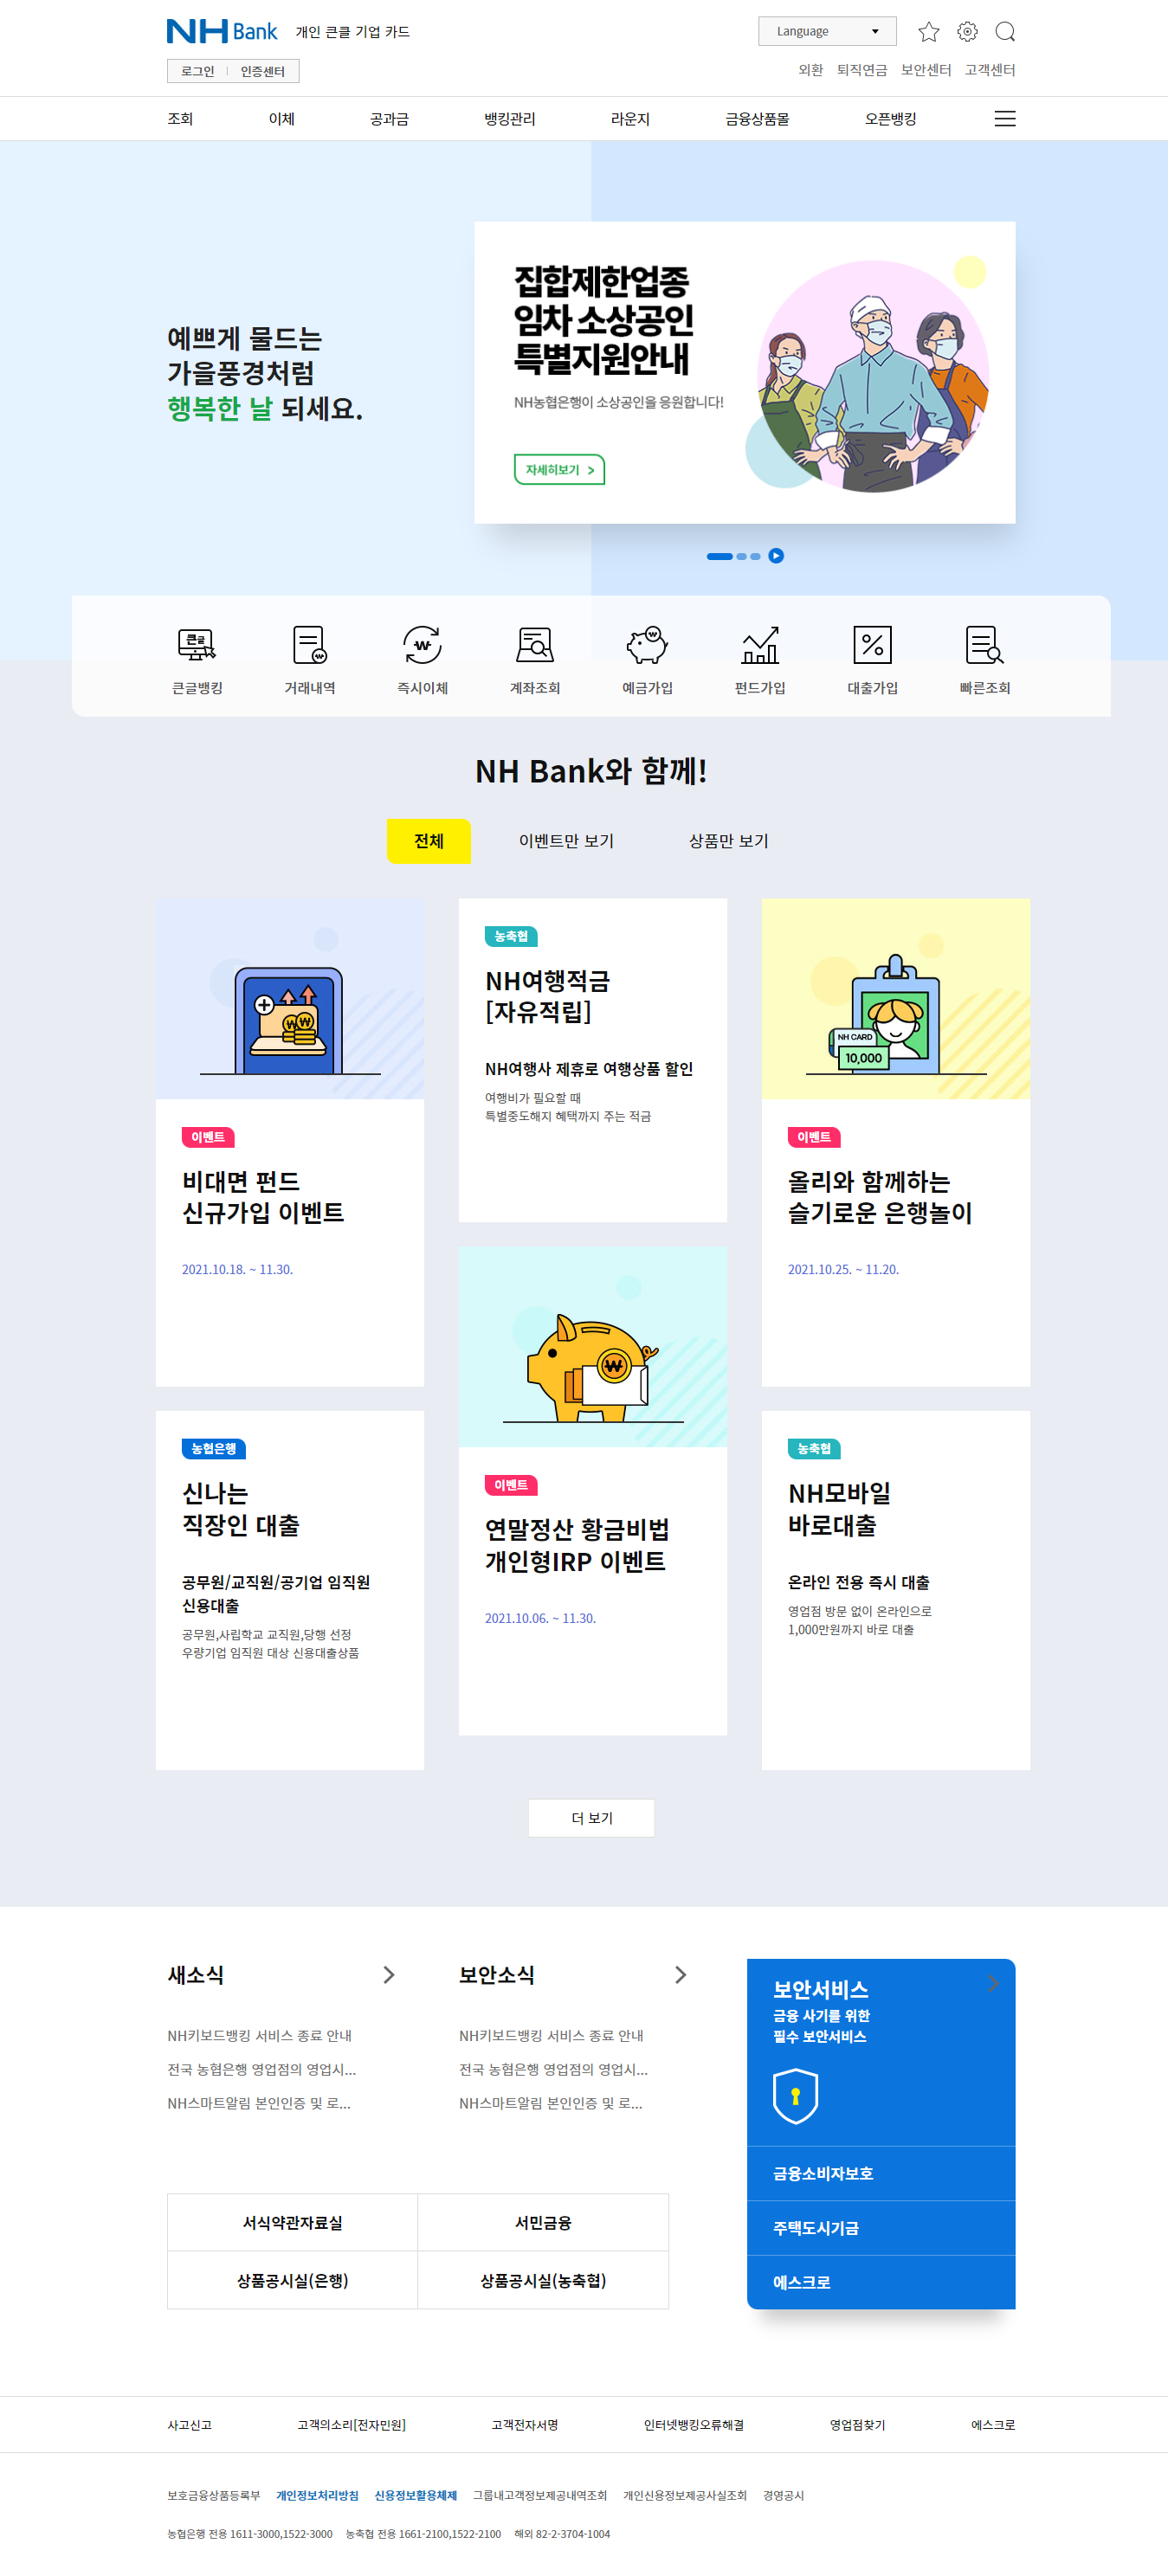 NH Bank 개인 큰클 기업 카드
Language
로그인 인증센터
외환 퇴직연금 보안센터 고객센터
조회 이체 공과금 뱅킹관리 라운지 금융상품몰 오픈뱅킹
예쁘게 물드는
가을풍경처럼
행복한 날 되세요.
집합제한업종
임차 소상공인
특별지원안내
NH농협은행이 소상공인을 응원합니다!
자세히보기 >
큰글
큰글뱅킹 거래내역 즉시이체 계좌조회 예금가입 펀드가입 대출가입 빠른조회
NH Bank와 함께!
전체 이벤트만 보기 상품만 보기
이벤트
비대면 펀드
신규가입 이벤트
2021.10.18. ~ 11.30.
농축협
NH여행적금
[자유적립]
NH여행사 제휴로 여행상품 할인
여행비가 필요할 때
특별중도해지 혜택까지 주는 적금
NH CARD
10,000
이벤트
올리와 함께하는
슬기로운 은행놀이
2021.10.25. ~ 11.20.
농협은행
신나는
직장인 대출
공무원/교직원/공기업 임직원
신용대출
공무원,사립학교 교직원,당행 선정
우량기업 임직원 대상 신용대출상품
이벤트
연말정산 황금비법
개인형IRP 이벤트
2021.10.06. ~ 11.30.
농축협
NH모바일
바로대출
온라인 전용 즉시 대출
영업점 방문 없이 온라인으로
1,000만원까지 바로 대출
더 보기
새소식
NH키보드뱅킹 서비스 종료 안내
전국 농협은행 영업점의 영업시...
NH스마트알림 본인인증 및 로...
보안소식
NH키보드뱅킹 서비스 종료 안내
전국 농협은행 영업점의 영업시...
NH스마트알림 본인인증 및 로...
보안서비스
금융 사기를 위한
필수 보안서비스
금융소비자보호
주택도시기금
에스크로
서식약관자료실 서민금융
상품공시실(은행) 상품공시실(농축협)
사고신고 고객의소리[전자민원] 고객전자서명 인터넷뱅킹오류해결 영업점찾기 에스크로
보호금융상품등록부 개인정보처리방침 신용정보활용체제 그룹내고객정보제공내역조회 개인신용정보제공사실조회 경영공시
농협은행 전용 1611-3000,1522-3000 농축협 전용 1661-2100,1522-2100 해외 82-2-3704-1004